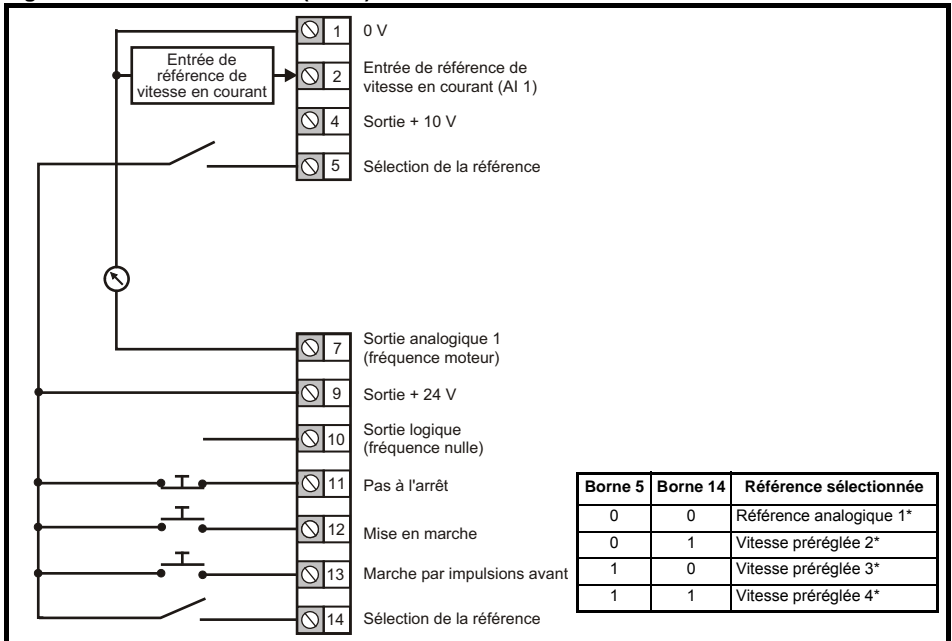 1 0 V
Entrée de
référence de
vitesse en courant
2 Entrée de référence de
vitesse en courant (AI 1)
4 Sortie + 10 V
5 Sélection de la référence
7 Sortie analogique 1
(fréquence moteur)
9 Sortie + 24 V
10 Sortie logique
(fréquence nulle)
11 Pas à l'arrêt
12 Mise en marche
13 Marche par impulsions avant
14 Sélection de la référence
Borne 5 Borne 14 Référence sélectionnée
0 0 Référence analogique 1*
0 1 Vitesse préréglée 2*
1 0 Vitesse préréglée 3*
1 1 Vitesse préréglée 4*